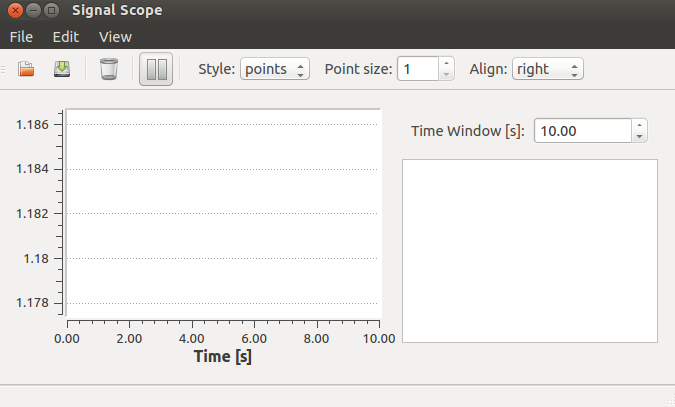 Signal Scope
File Edit View
Style: points Point size: 1 Align: right
1.186
1.184
1.182
1.18
1.178
0.00 2.00 4.00 6.00 8.00 10.00
Time [s]
Time Window [s]: 10.00